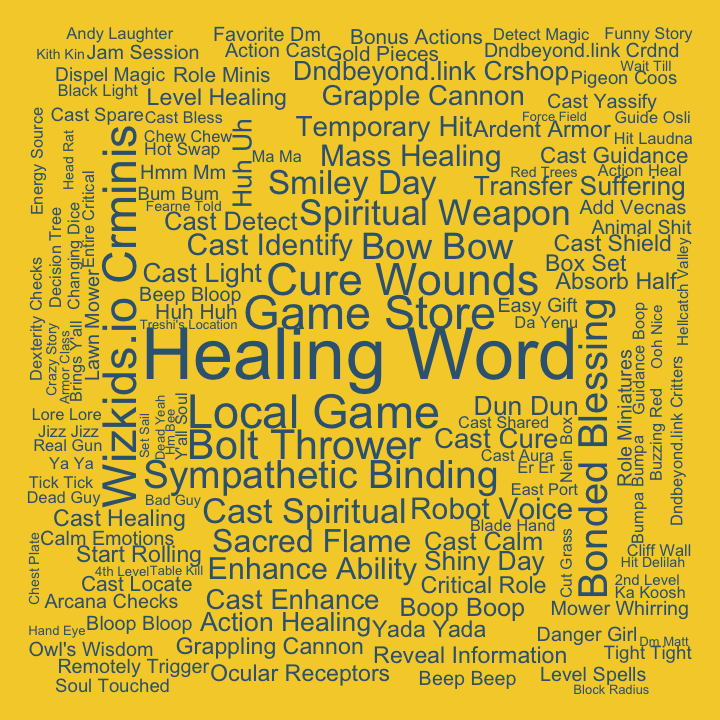 Andy Laughter
Favorite Dm
Bonus Actions
Detect Magic
Funny Story
Kith Kin
Jam Session
Action Cast
Gold Pieces
Dndbeyond.link Crdnd
Wait Till
Dispel Magic
Role Minis
Dndbeyond.link Crshop
Pigeon Coos
Black Light
Level Healing
Grapple Cannon
Cast Yassify
Cast Spare
Cast Bless
Temporary Hit
Ardent Armor
Force Field
Guide Osli
Energy Source
Head Rat
Wizkids.io Crminis
Chew Chew
Huh Uh
Hit Laudna
Hot Swap
Ma Ma
Mass Healing
Cast Guidance
Hmm Mm
Smiley Day
Red Trees
Action Heal
Bum Bum
Transfer Suffering
Fearne Told
Spiritual Weapon
Add Vecnas
Cast Detect
Animal Shit
Decision Tree
Changing Dice
Entire Critical
Cast Identify
Bow Bow
Cast Shield
Hellcatch Valley
Cast Light
Cure Wounds
Box Set
Absorb Half
Dexterity Checks
Lawn Mower
Beep Bloop
Huh Huh
Game Store
Easy Gift
Treshi's Location
Da Yenu
Crazy Story
Armor Class
Brings Y'all
Healing Word
Bonded Blessing
Role Miniatures
Guidance Boop
Ooh Nice
Buzzing Red
Dndbeyond.link Critters
Lore Lore
Set Sail
Dead Yeah
Hm Bee
Y'all Soul
Local Game
Dun Dun
Jizz Jizz
Cast Shared
Real Gun
Bolt Thrower
Cast Cure
Nein Box
Bumpa Bumpa
Ya Ya
Cast Aura
Tick Tick
Sympathetic Binding
Er Er
Dead Guy
Bad Guy
East Port
Cast Healing
Cast Spiritual
Robot Voice
Blade Hand
Calm Emotions
Sacred Flame
Cast Calm
Cut Grass
Cliff Wall
Chest Plate
Start Rolling
Shiny Day
Hit Delilah
4th Level
Table Kill
Enhance Ability
2nd Level
Cast Locate
Critical Role
Ka Koosh
Arcana Checks
Cast Enhance
Boop Boop
Mower Whirring
Bloop Bloop
Action Healing
Yada Yada
Hand Eye
Danger Girl
Dm Matt
Owl's Wisdom
Grappling Cannon
Reveal Information
Tight Tight
Remotely Trigger
Ocular Receptors
Beep Beep
Level Spells
Soul Touched
Block Radius